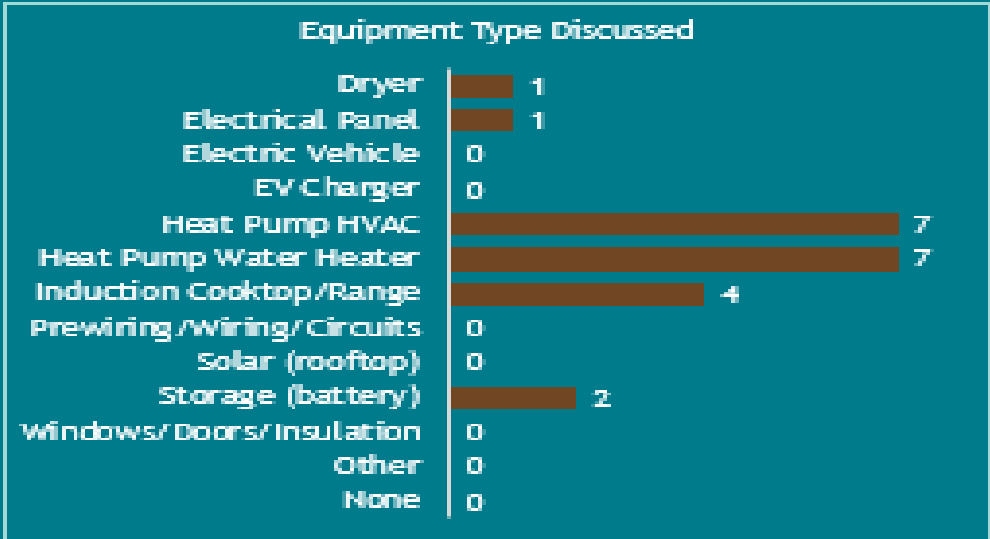 Equipment Type Discussed
Dryer 1
Electrical Panel 1
Electric Vehicle 0
EV Charger 0
Heat Pump HVAC 7
Heat Pump Water Heater 7
Induction Cooktop/Range 4
Prewiring/Wiring/Circuits 0
Solar (rooftop) 0
Storage (battery) 2
Windows/Doors/Insulation 0
Other 0
None 0